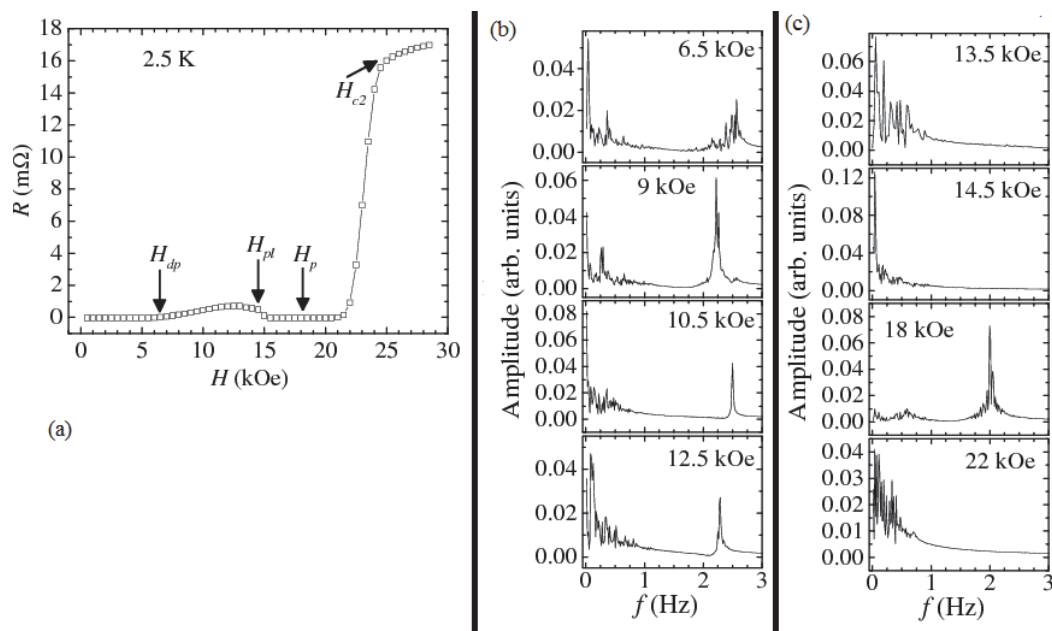 (a)
18
16
14
12
10
8
6
4
2
0
R (mΩ)
2.5 K
H_c2
H_dp
H_pl
H_p
0 5 10 15 20 25 30
H (kOe)
(b)
Amplitude (arb. units)
6.5 kOe
0.04
0.02
0.00
9 kOe
0.06
0.04
0.02
0.00
10.5 kOe
0.08
0.04
0.00
12.5 kOe
0.04
0.02
0.00
0 1 2 3
f (Hz)
(c)
Amplitude (arb. units)
13.5 kOe
0.06
0.04
0.02
0.00
14.5 kOe
0.12
0.08
0.04
0.00
18 kOe
0.08
0.06
0.04
0.02
0.00
22 kOe
0.04
0.03
0.02
0.01
0.00
0 1 2 3
f (Hz)